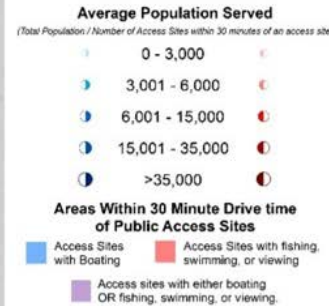 Average Population Served
(Total Population / Number of Access Sites within 30 minutes of an access site
0 - 3,000
3,001 - 6,000
6,001 - 15,000
15,001 - 35,000
>35,000
Areas Within 30 Minute Drive time
of Public Access Sites
Access Sites
with Boating
Access Sites with fishing,
swimming, or viewing
Access sites with either boating
OR fishing, swimming, or viewing.